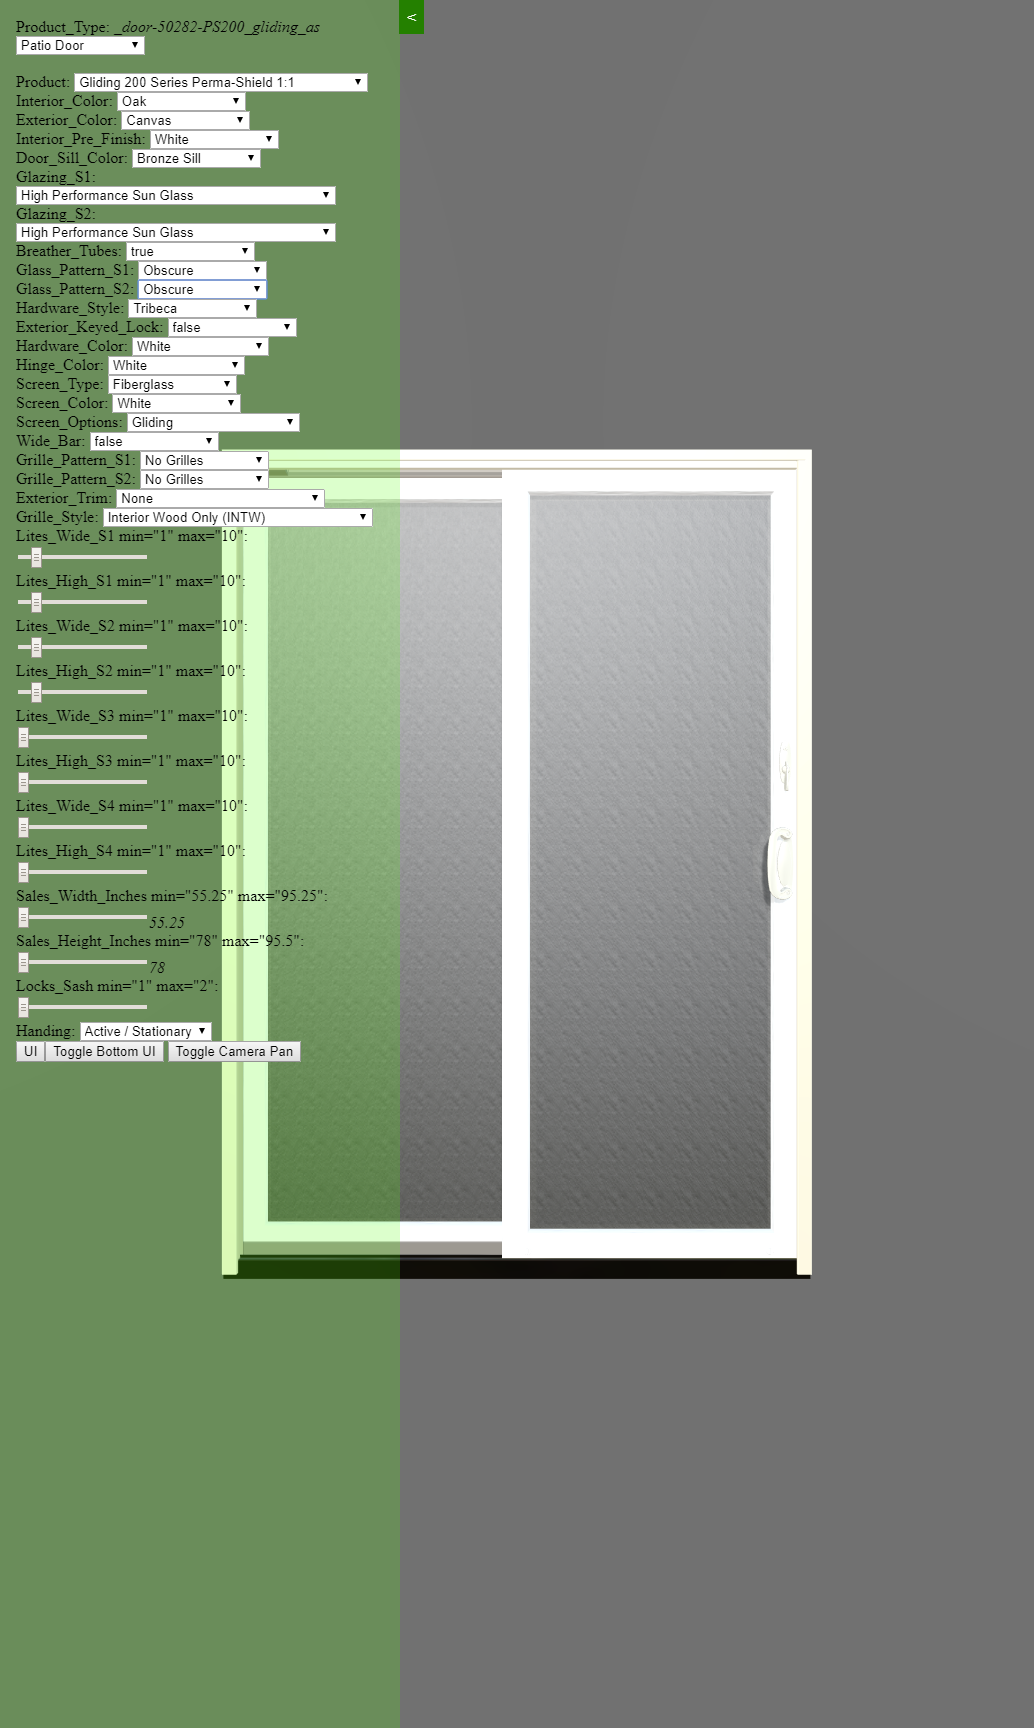 Product_Type: _door-50282-PS200_gliding_as
<
Patio Door
Product: Gliding 200 Series Perma-Shield 1:1
Interior_Color: Oak
Exterior_Color: Canvas
Interior_Pre_Finish: White
Door_Sill_Color: Bronze Sill
Glazing_S1:
High Performance Sun Glass
Glazing_S2:
High Performance Sun Glass
Breather_Tubes: true
Glass_Pattern_S1: Obscure
Glass_Pattern_S2: Obscure
Hardware_Style: Tribeca
Exterior_Keyed_Lock: false
Hardware_Color: White
Hinge_Color: White
Screen_Type: Fiberglass
Screen_Color: White
Screen_Options: Gliding
Wide_Bar: false
Grille_Pattern_S1: No Grilles
Grille_Pattern_S2: No Grilles
Exterior_Trim: None
Grille_Style: Interior Wood Only (INTW)
Lites_Wide_S1 min="1" max="10":
Lites_High_S1 min="1" max="10":
Lites_Wide_S2 min="1" max="10":
Lites_High_S2 min="1" max="10":
Lites_Wide_S3 min="1" max="10":
Lites_High_S3 min="1" max="10":
Lites_Wide_S4 min="1" max="10":
Lites_High_S4 min="1" max="10":
Sales_Width_Inches min="55.25" max="95.25":
55.25
Sales_Height_Inches min="78" max="95.5":
78
Locks_Sash min="1" max="2":
Handing: Active / Stationary
UI Toggle Bottom UI Toggle Camera Pan